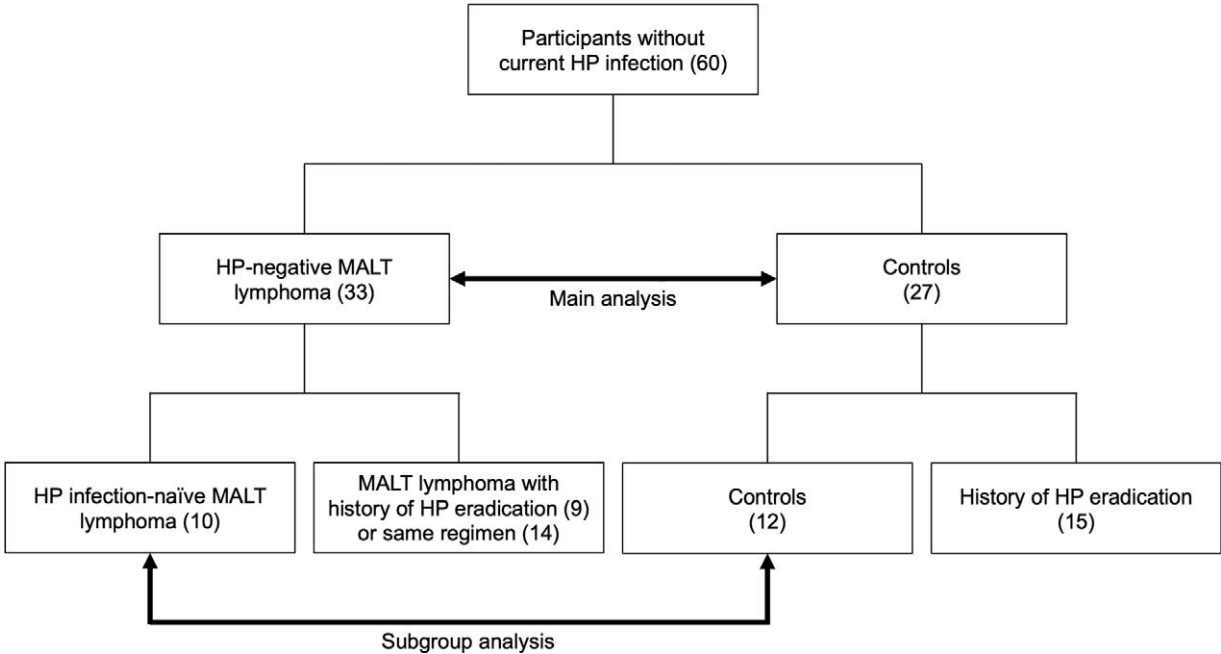 Participants without
current HP infection (60)
HP-negative MALT
lymphoma (33)
Main analysis
Controls
(27)
HP infection-naïve MALT
lymphoma (10)
MALT lymphoma with
history of HP eradication (9)
or same regimen (14)
Controls
(12)
History of HP eradication
(15)
Subgroup analysis